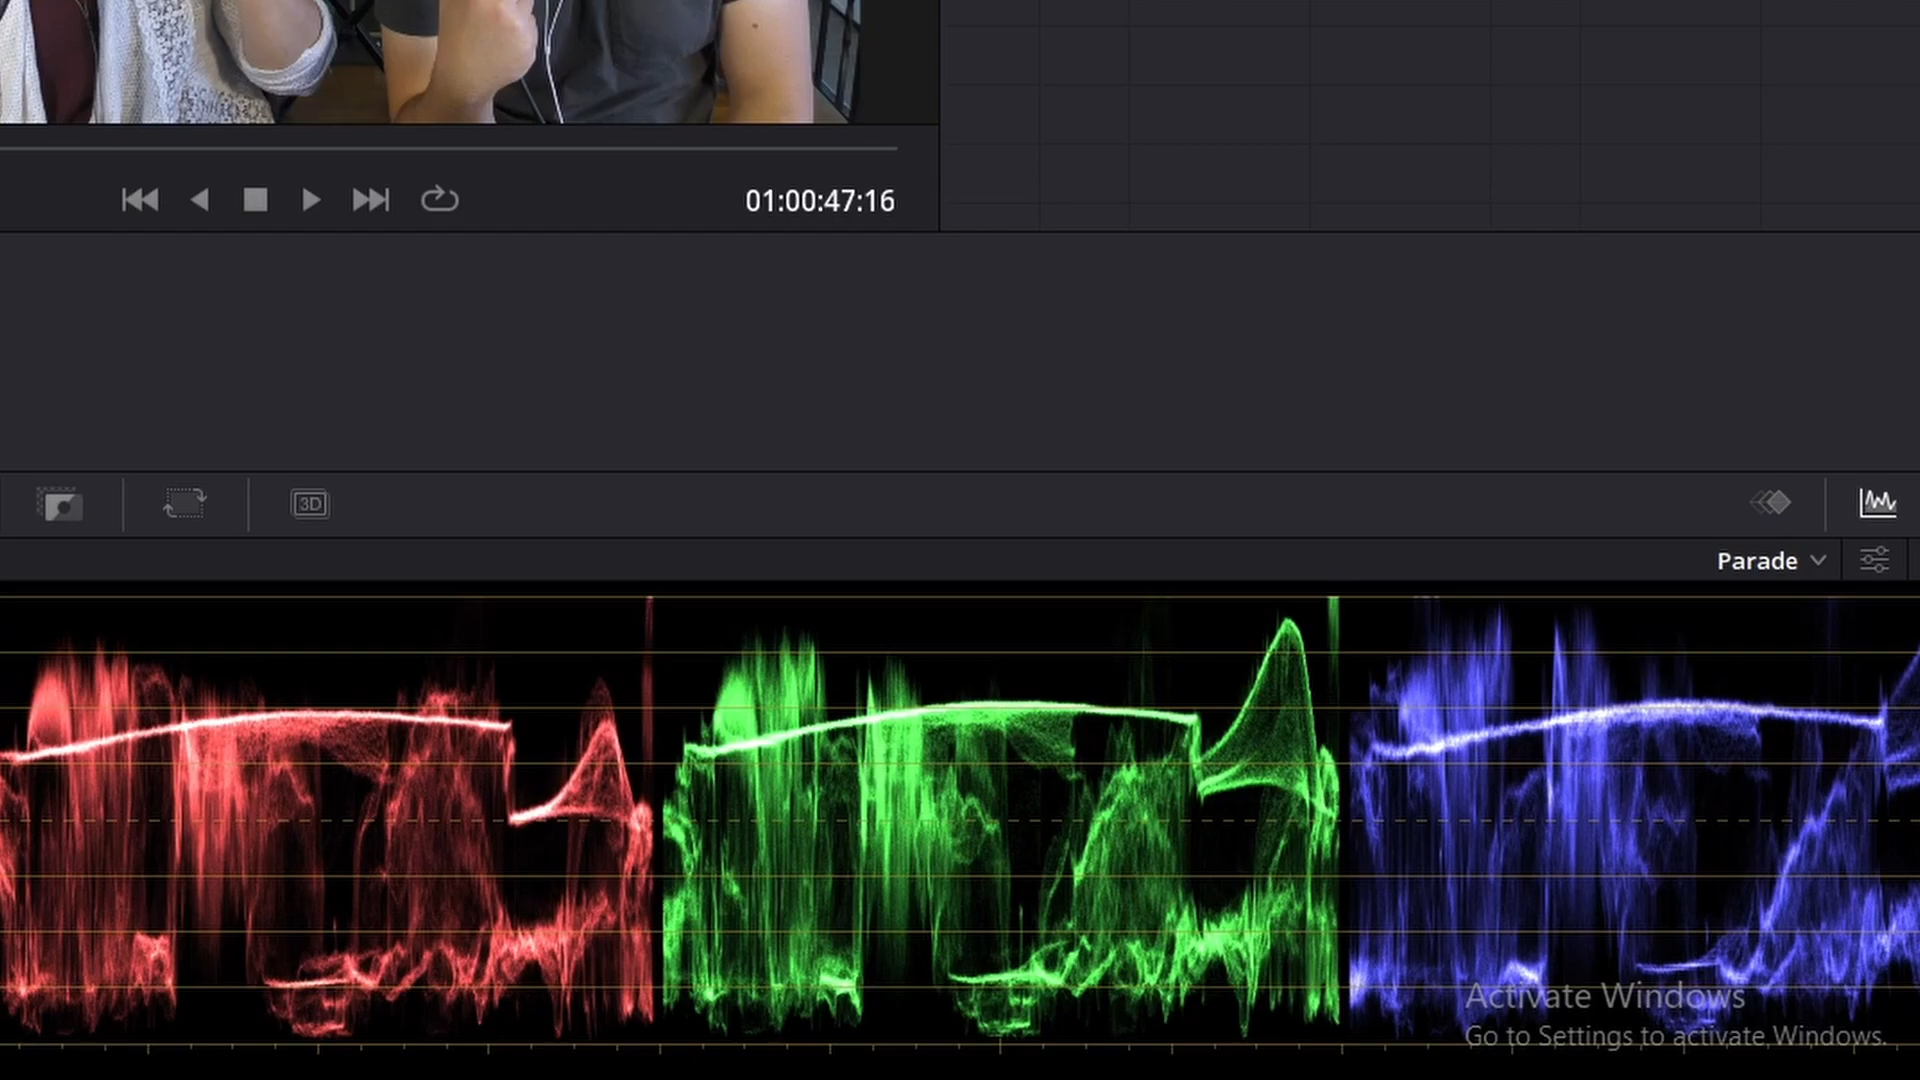 01:00:47:16
3D
Parade
Activate Windows
Go to Settings to activate Windows.